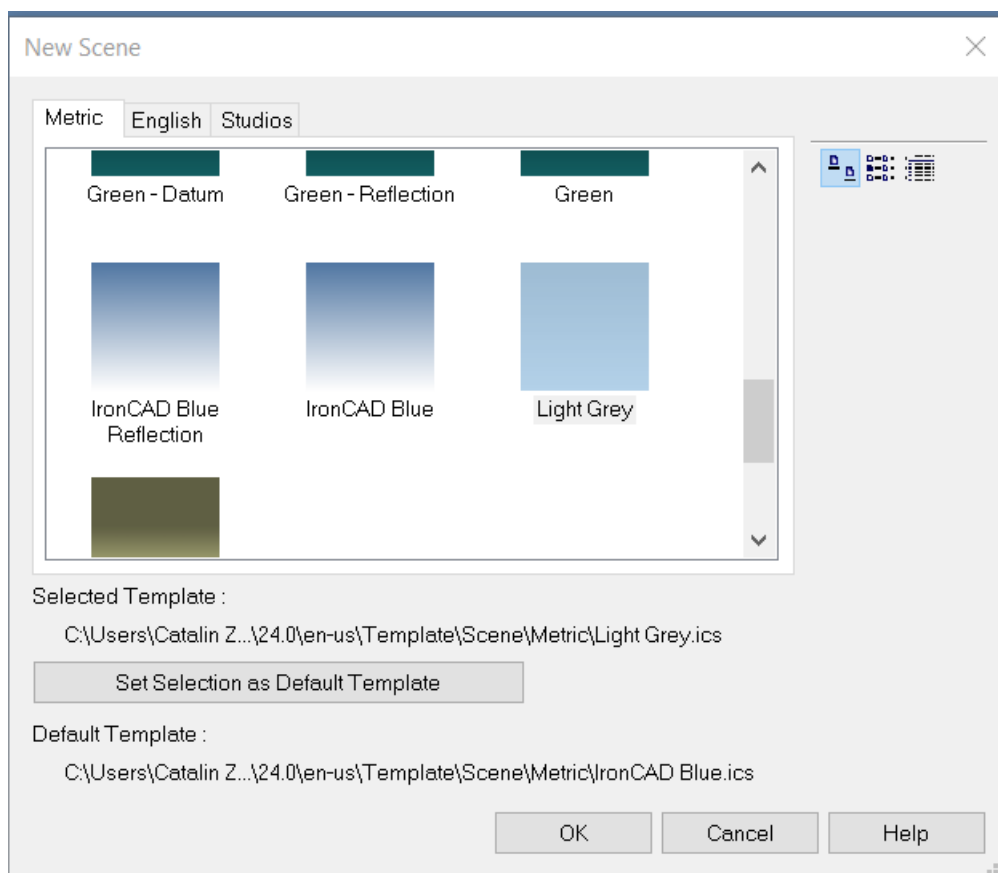 New Scene
Metric English Studios
Green - Datum Green - Reflection Green
IronCAD Blue IronCAD Blue Light Grey
Reflection
Selected Template :
C:\Users\Catalin Z...\24.0\en-us\Template\Scene\Metric\Light Grey.ics
Set Selection as Default Template
Default Template :
C:\Users\Catalin Z...\24.0\en-us\Template\Scene\Metric\IronCAD Blue.ics
OK Cancel Help